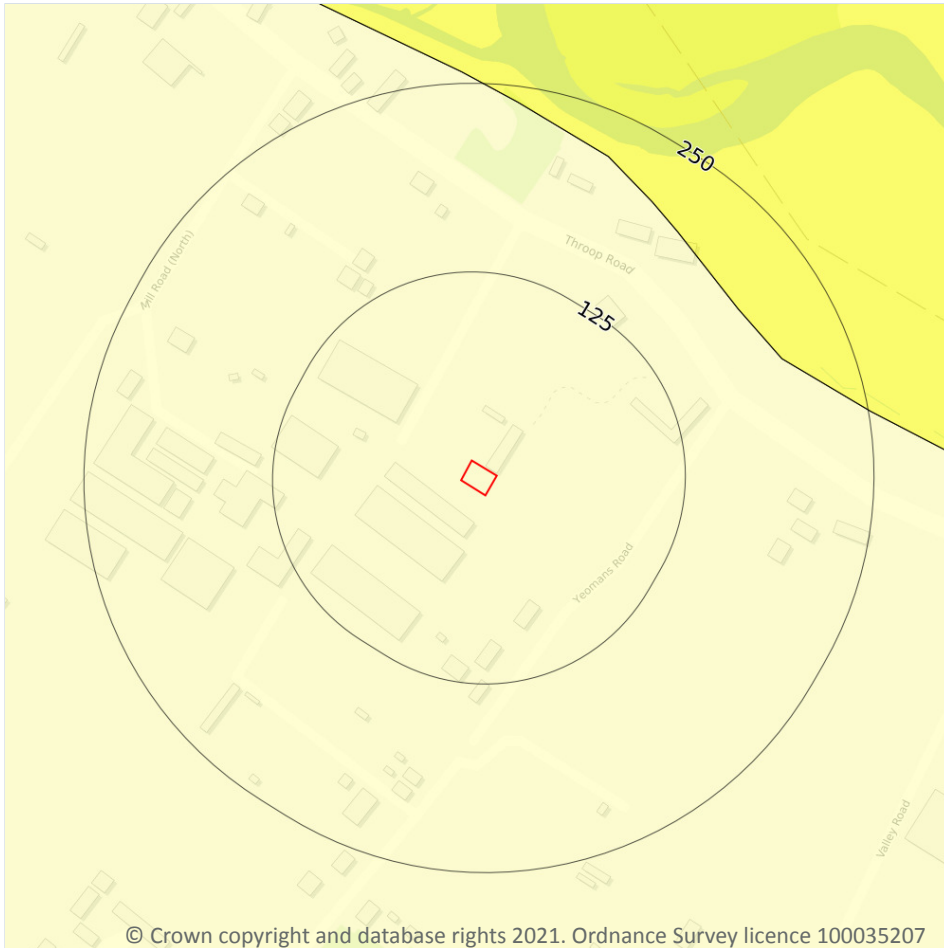 250
Throop Road
Mill Road (North)
125
Yeomans Road
Valley Road
© Crown copyright and database rights 2021. Ordnance Survey licence 100035207